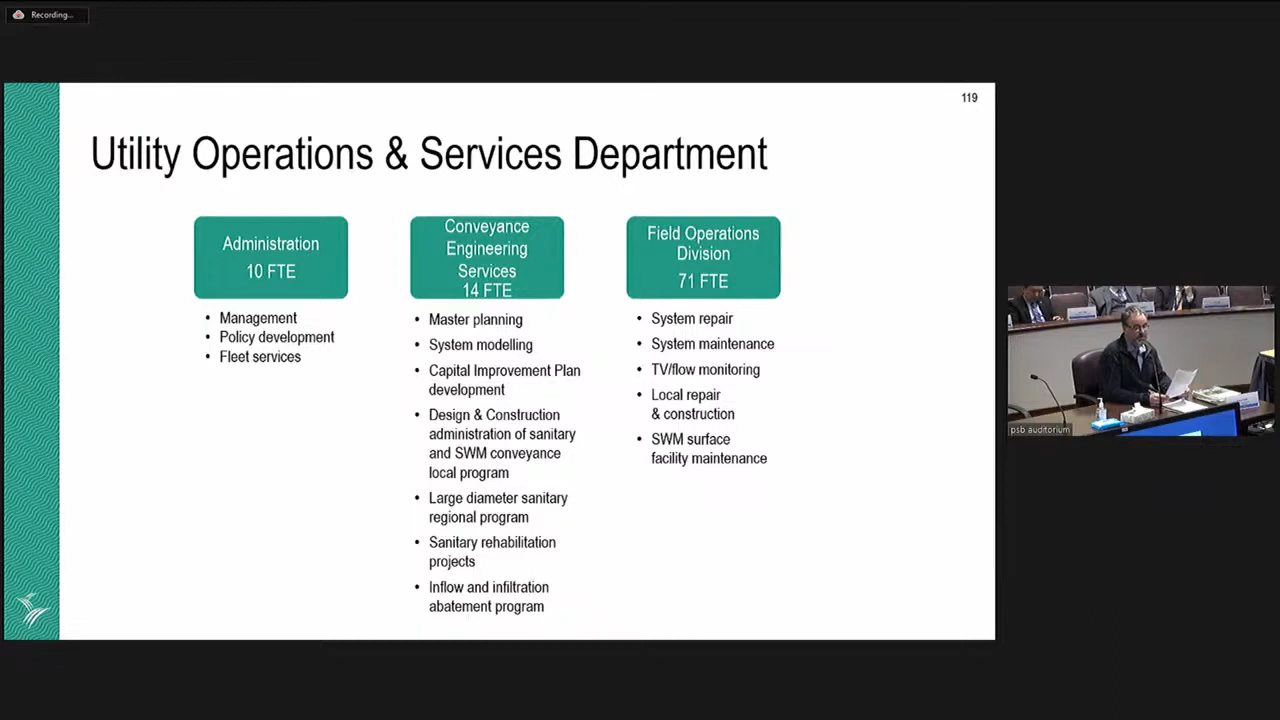 Recording...
119
Utility Operations & Services Department
Administration
10 FTE
• Management
• Policy development
• Fleet services
Conveyance
Engineering
Services
14 FTE
• Master planning
• System modelling
• Capital Improvement Plan
development
• Design & Construction
administration of sanitary
and SWM conveyance
local program
• Large diameter sanitary
regional program
• Sanitary rehabilitation
projects
• Inflow and infiltration
abatement program
Field Operations
Division
71 FTE
• System repair
• System maintenance
• TV/flow monitoring
• Local repair
& construction
• SWM surface
facility maintenance
psb auditorium